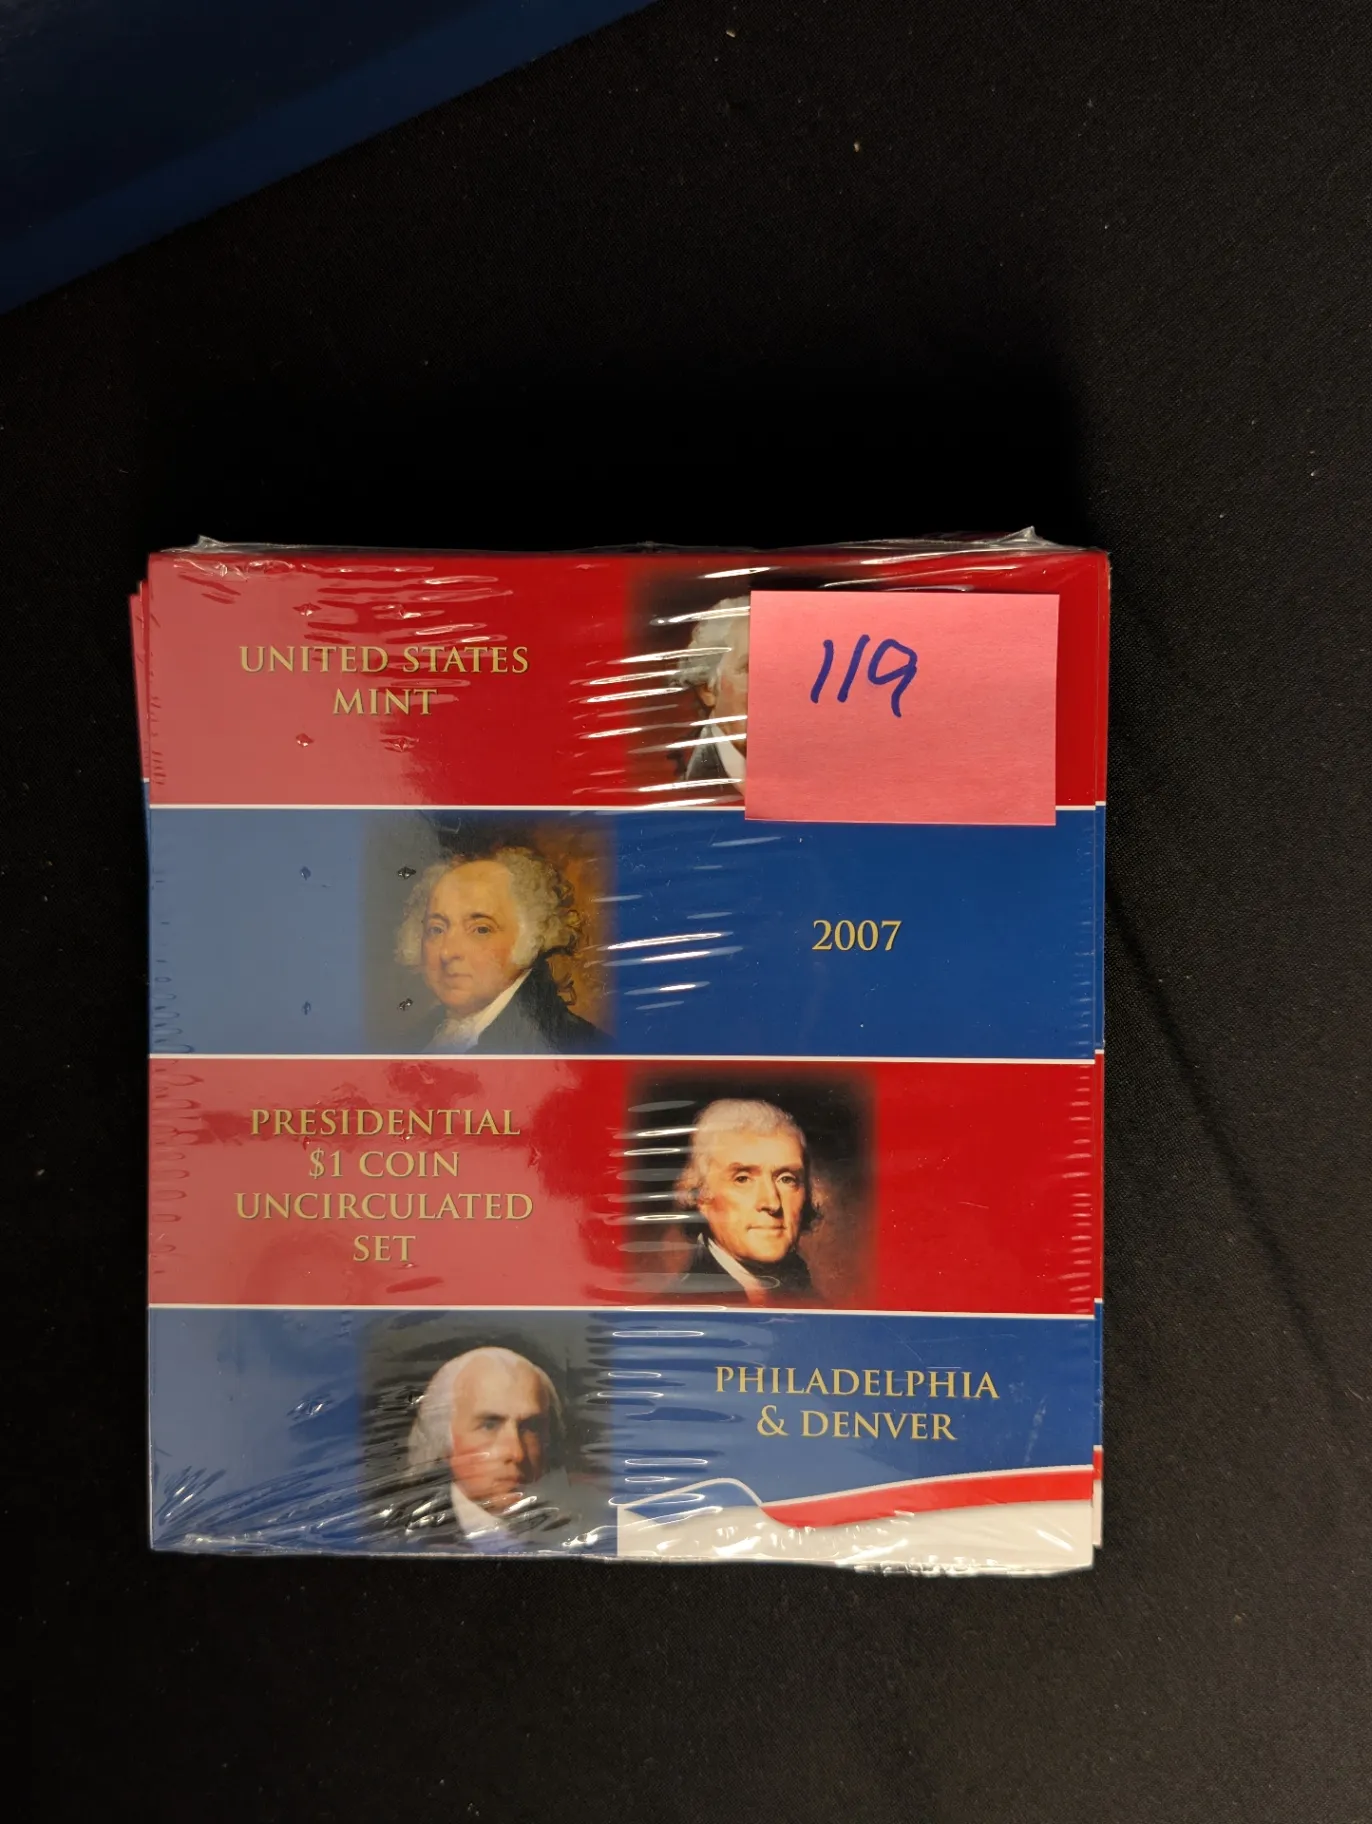 UNITED STATES
MINT
119
2007
PRESIDENTIAL
$1 COIN
UNCIRCULATED
SET
PHILADELPHIA
& DENVER